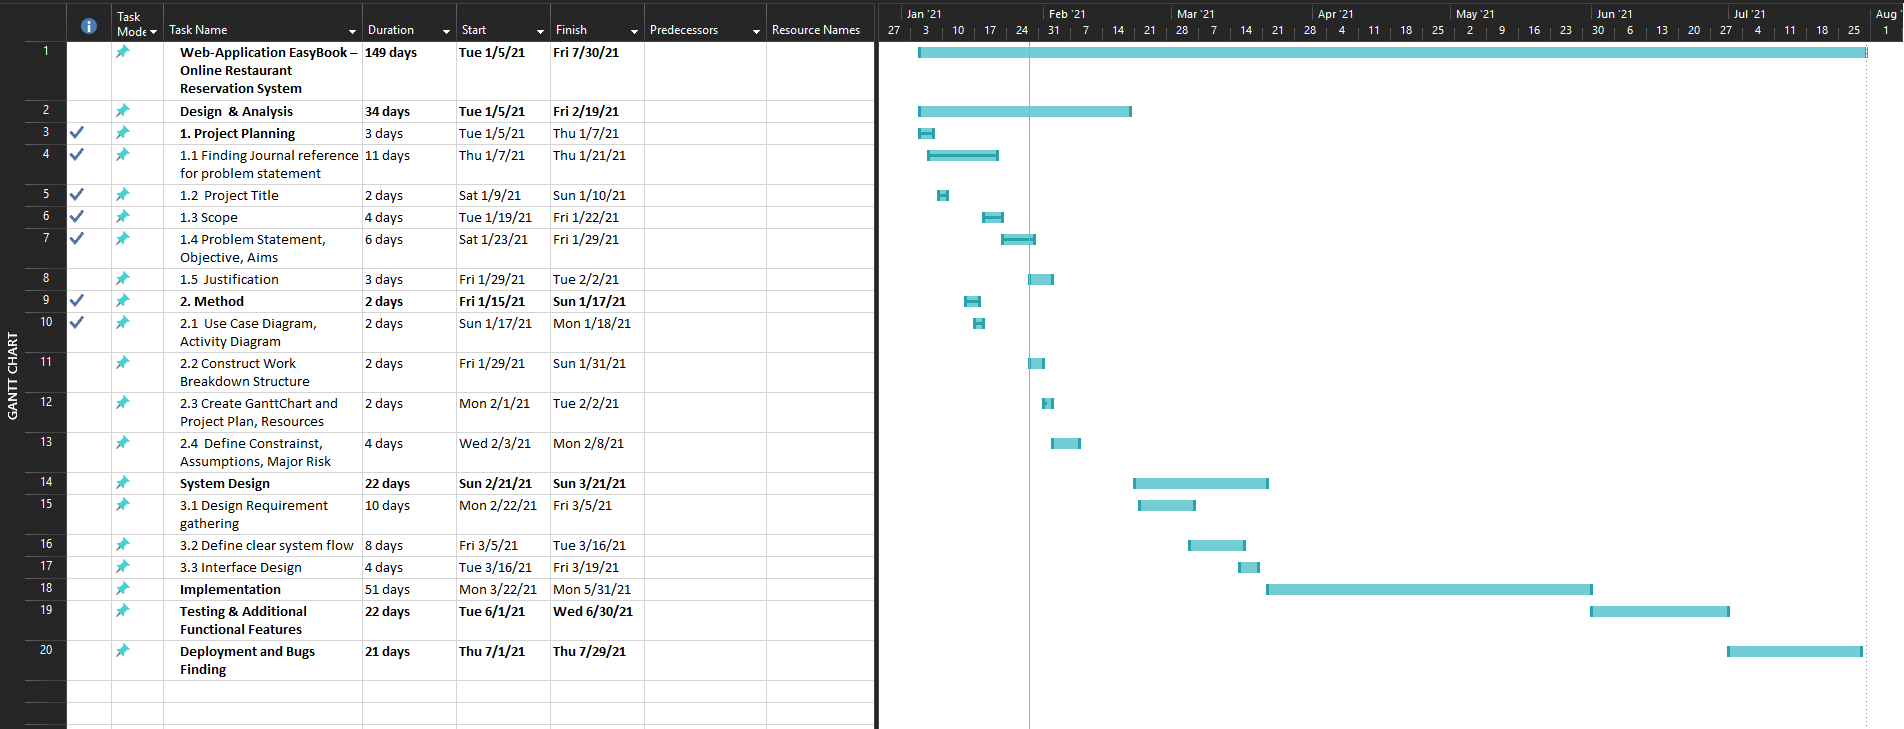 GANTT CHART
Task Mode Task Name Duration Start Finish Predecessors Resource Names
Jan '21 Feb '21 Mar '21 Apr '21 May '21 Jun '21 Jul '21 Aug '
27 3 10 17 24 31 7 14 21 28 7 14 21 28 4 11 18 25 2 9 16 23 30 6 13 20 27 4 11 18 25 1
1 Web-Application EasyBook – 149 days Tue 1/5/21 Fri 7/30/21
Online Restaurant
Reservation System
2 Design & Analysis 34 days Tue 1/5/21 Fri 2/19/21
3 1. Project Planning 3 days Tue 1/5/21 Thu 1/7/21
4 1.1 Finding Journal reference 11 days Thu 1/7/21 Thu 1/21/21
for problem statement
5 1.2 Project Title 2 days Sat 1/9/21 Sun 1/10/21
6 1.3 Scope 4 days Tue 1/19/21 Fri 1/22/21
7 1.4 Problem Statement, 6 days Sat 1/23/21 Fri 1/29/21
Objective, Aims
8 1.5 Justification 3 days Fri 1/29/21 Tue 2/2/21
9 2. Method 2 days Fri 1/15/21 Sun 1/17/21
10 2.1 Use Case Diagram, 2 days Sun 1/17/21 Mon 1/18/21
Activity Diagram
11 2.2 Construct Work 2 days Fri 1/29/21 Sun 1/31/21
Breakdown Structure
12 2.3 Create GanttChart and 2 days Mon 2/1/21 Tue 2/2/21
Project Plan, Resources
13 2.4 Define Constrainst, 4 days Wed 2/3/21 Mon 2/8/21
Assumptions, Major Risk
14 System Design 22 days Sun 2/21/21 Sun 3/21/21
15 3.1 Design Requirement 10 days Mon 2/22/21 Fri 3/5/21
gathering
16 3.2 Define clear system flow 8 days Fri 3/5/21 Tue 3/16/21
17 3.3 Interface Design 4 days Tue 3/16/21 Fri 3/19/21
18 Implementation 51 days Mon 3/22/21 Mon 5/31/21
19 Testing & Additional 22 days Tue 6/1/21 Wed 6/30/21
Functional Features
20 Deployment and Bugs 21 days Thu 7/1/21 Thu 7/29/21
Finding